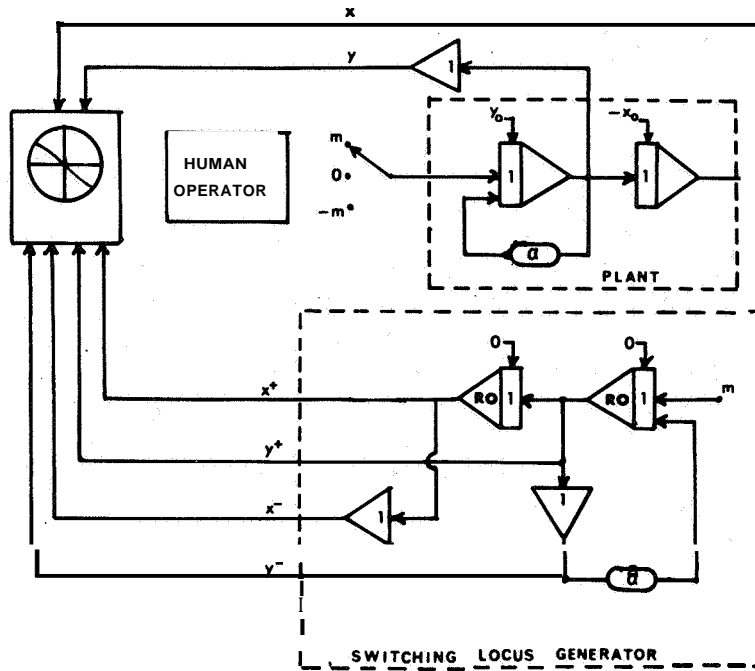 x
y
1
y₀
-x₀
m
0
-m
HUMAN
OPERATOR
1
1
a
PLANT
0
0
x⁺
RO 1
RO 1
m
y⁺
x⁻
1
1
y⁻
a
SWITCHING LOCUS GENERATOR